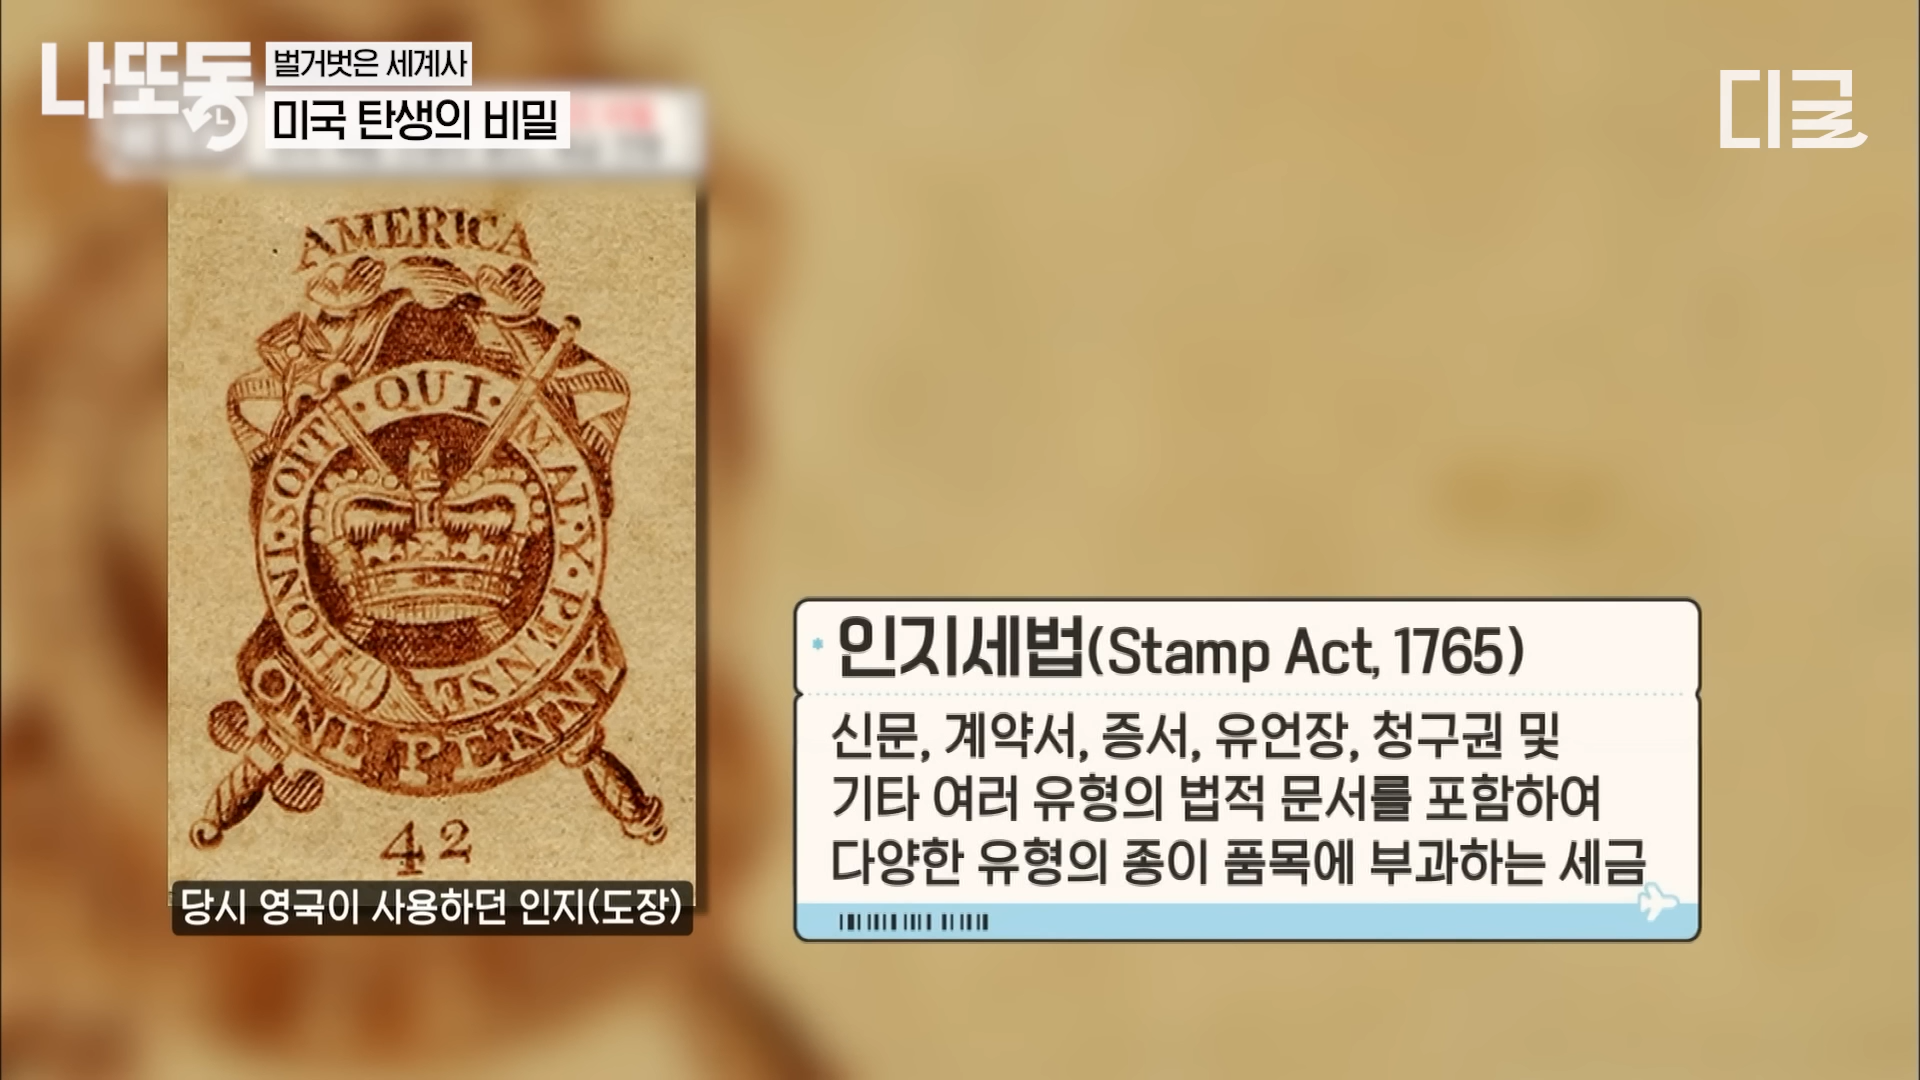 나또동
벌거벗은 세계사
미국 탄생의 비밀
디글
AMERICA
HONI·SOIT·QUI·MAL·Y·PENSE
ONE PENNY
42
당시 영국이 사용하던 인지(도장)
* 인지세법(Stamp Act, 1765)
신문, 계약서, 증서, 유언장, 청구권 및
기타 여러 유형의 법적 문서를 포함하여
다양한 유형의 종이 품목에 부과하는 세금